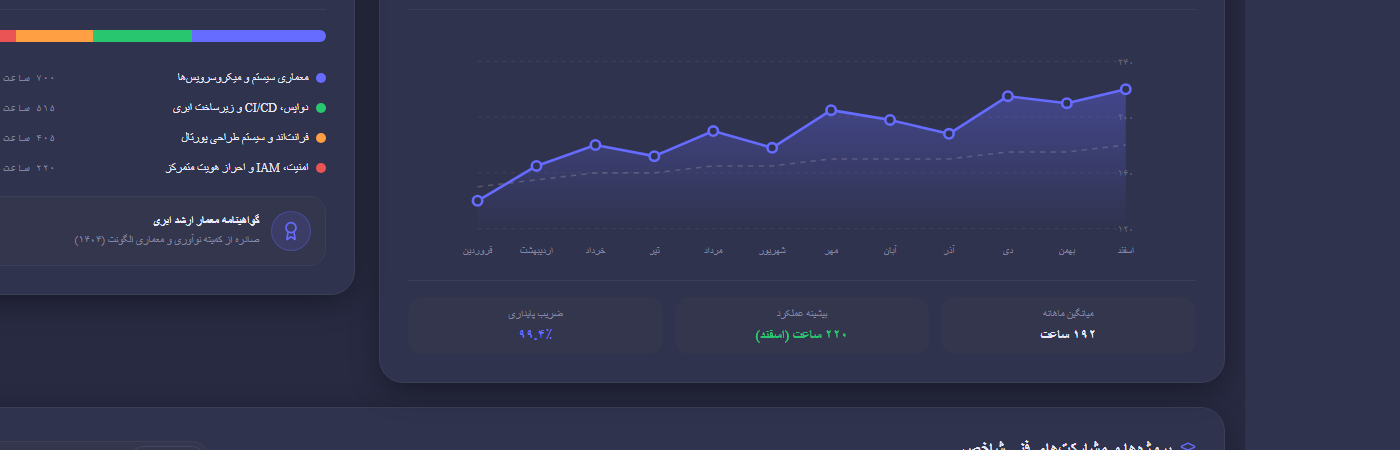 ۲۴۰
۲۰۰
۱۶۰
۱۲۰
فروردین اردیبهشت خرداد تیر مرداد شهریور مهر آبان آذر دی بهمن اسفند
میانگین ماهانه
۱۹۲ ساعت
بیشینه عملکرد
۲۲۰ ساعت (اسفند)
ضریب پایداری
۹۹.۴٪
معماری سیستم و میکروسرویس‌ها ۷۰۰ ساعت
دواپس، CI/CD و زیرساخت ابری ۵۱۵ ساعت
فرانت‌اند و سیستم طراحی پورتال ۴۰۵ ساعت
امنیت، IAM و احراز هویت متمرکز ۲۲۰ ساعت
گواهینامه معمار ارشد ابری
صادره از کمیته نوآوری و معماری الگونت (۱۴۰۴)